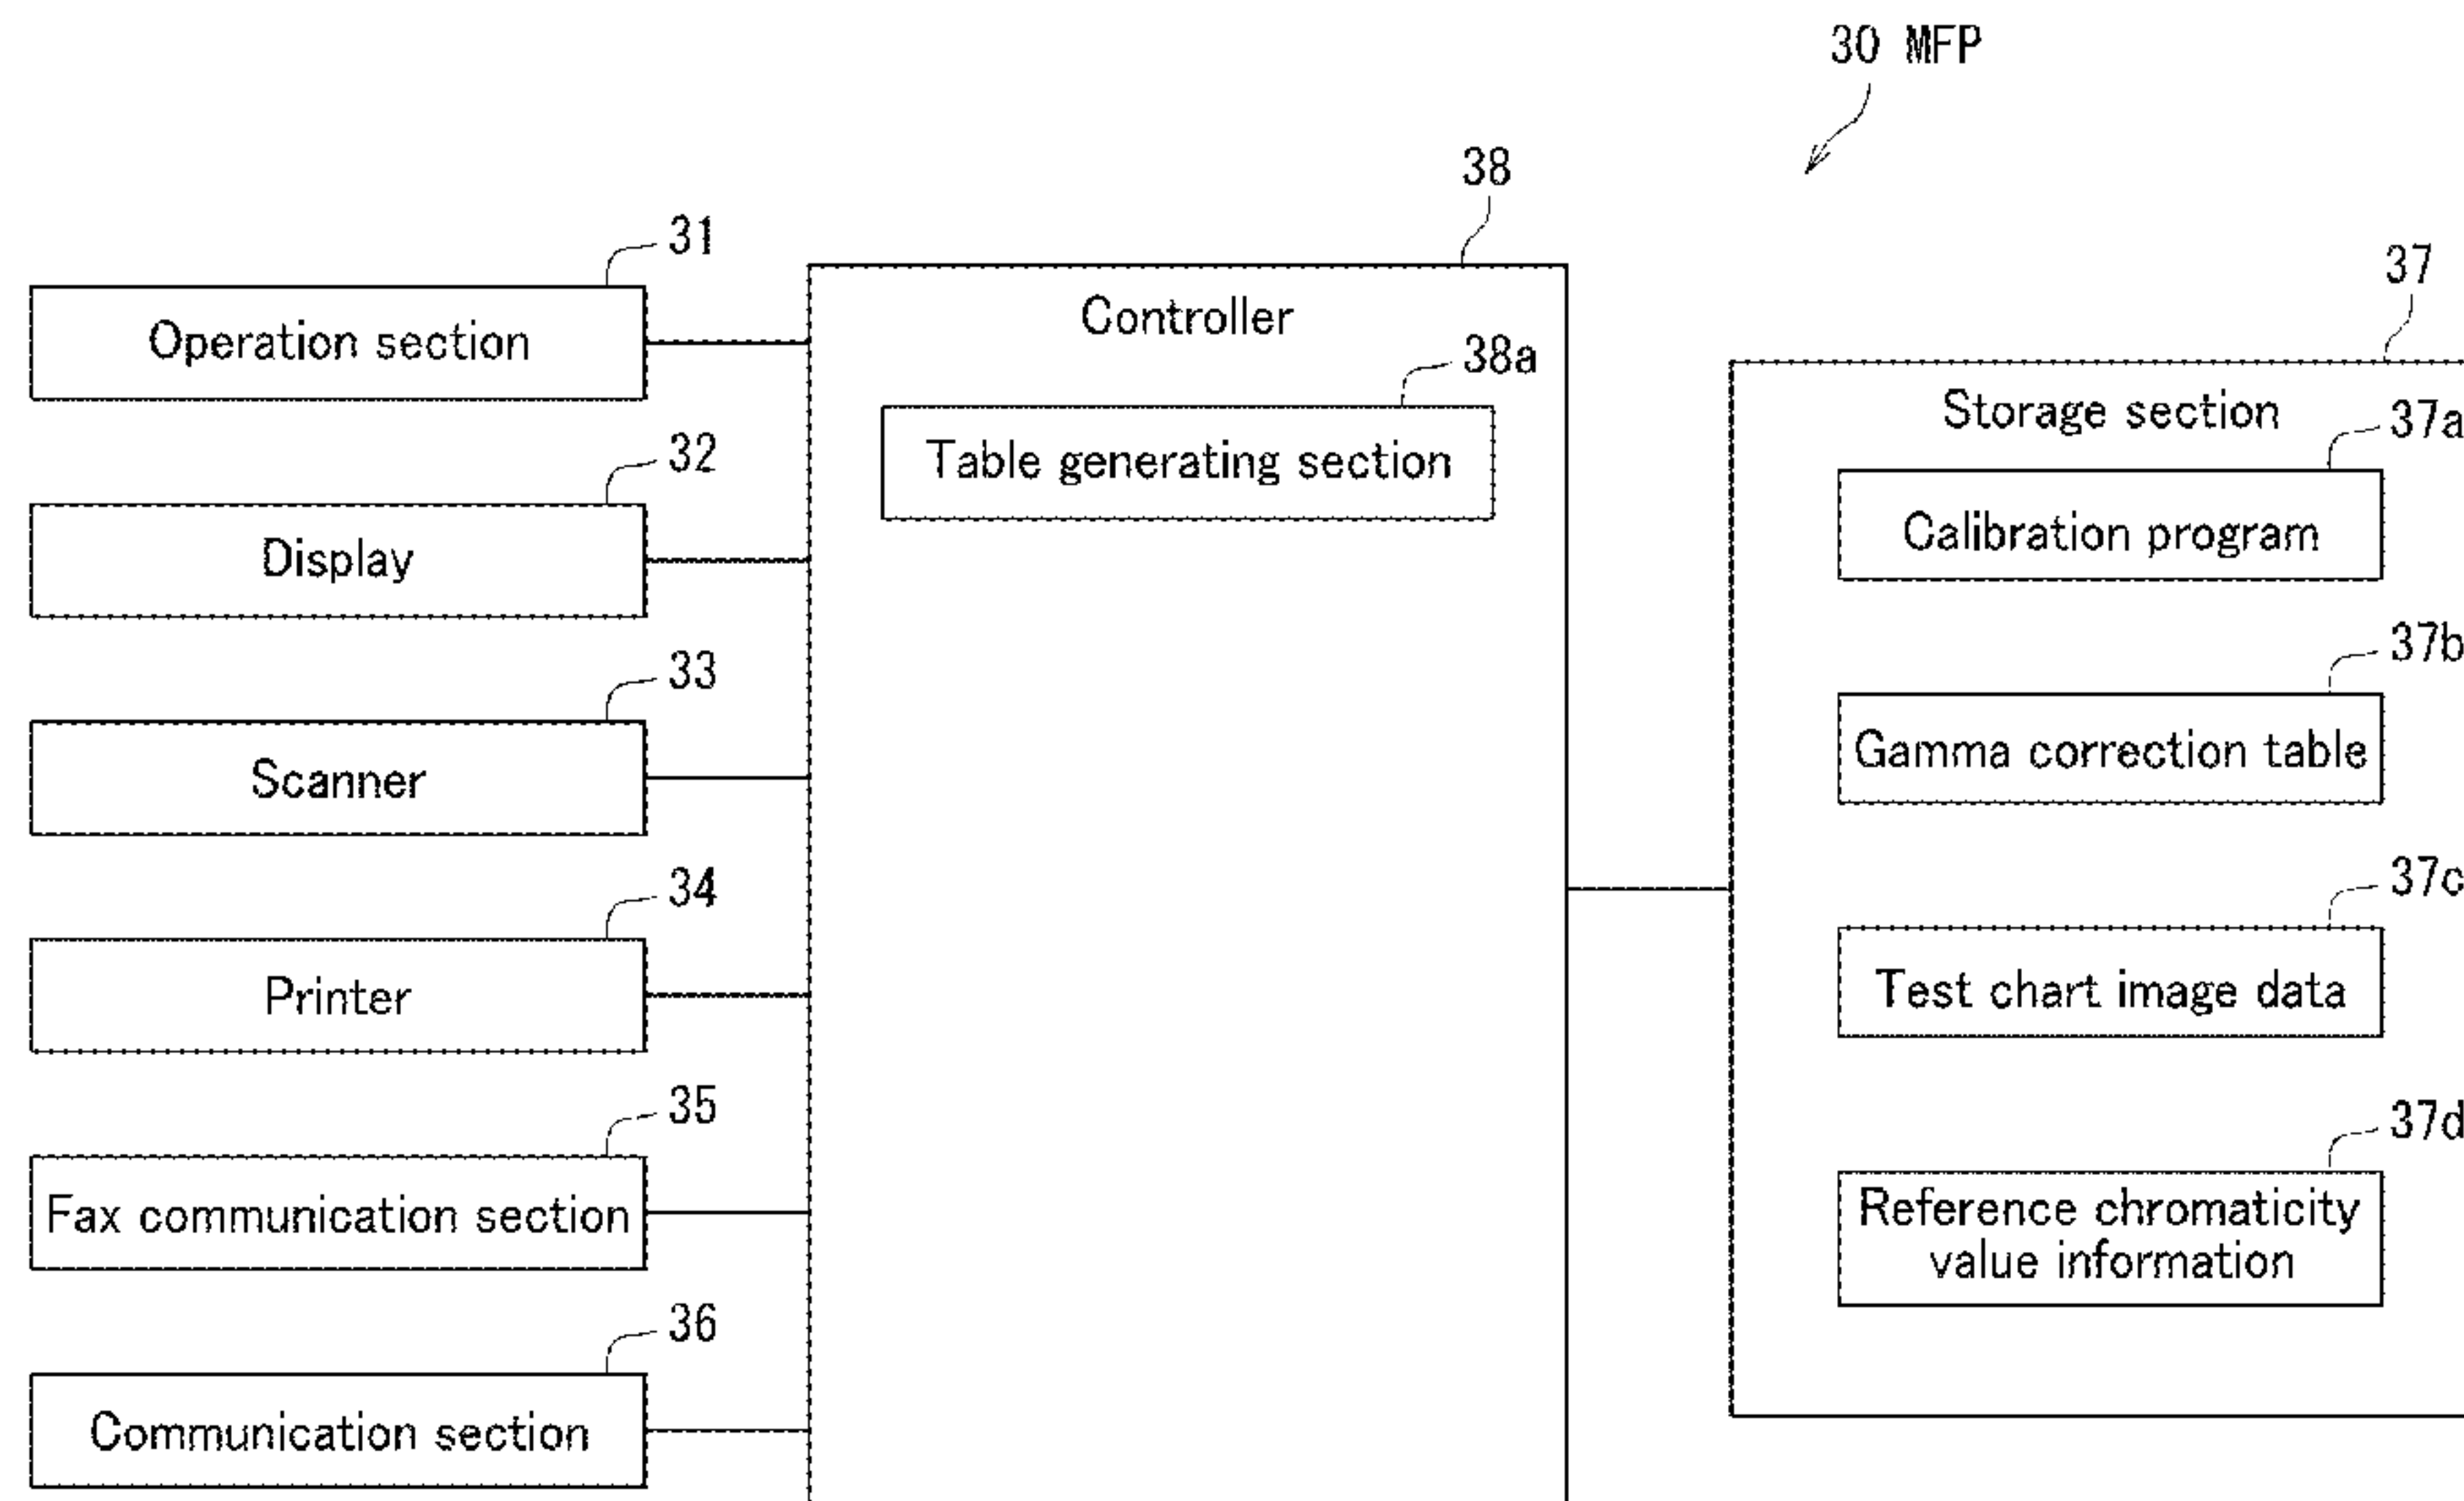 30 MFP
38
31
37
Operation section
Controller
38a
Storage section
37a
Table generating section
32
Calibration program
Display
37b
33
Gamma correction table
Scanner
37c
34
Test chart image data
Printer
37d
35
Reference chromaticity
value information
Fax communication section
36
Communication section